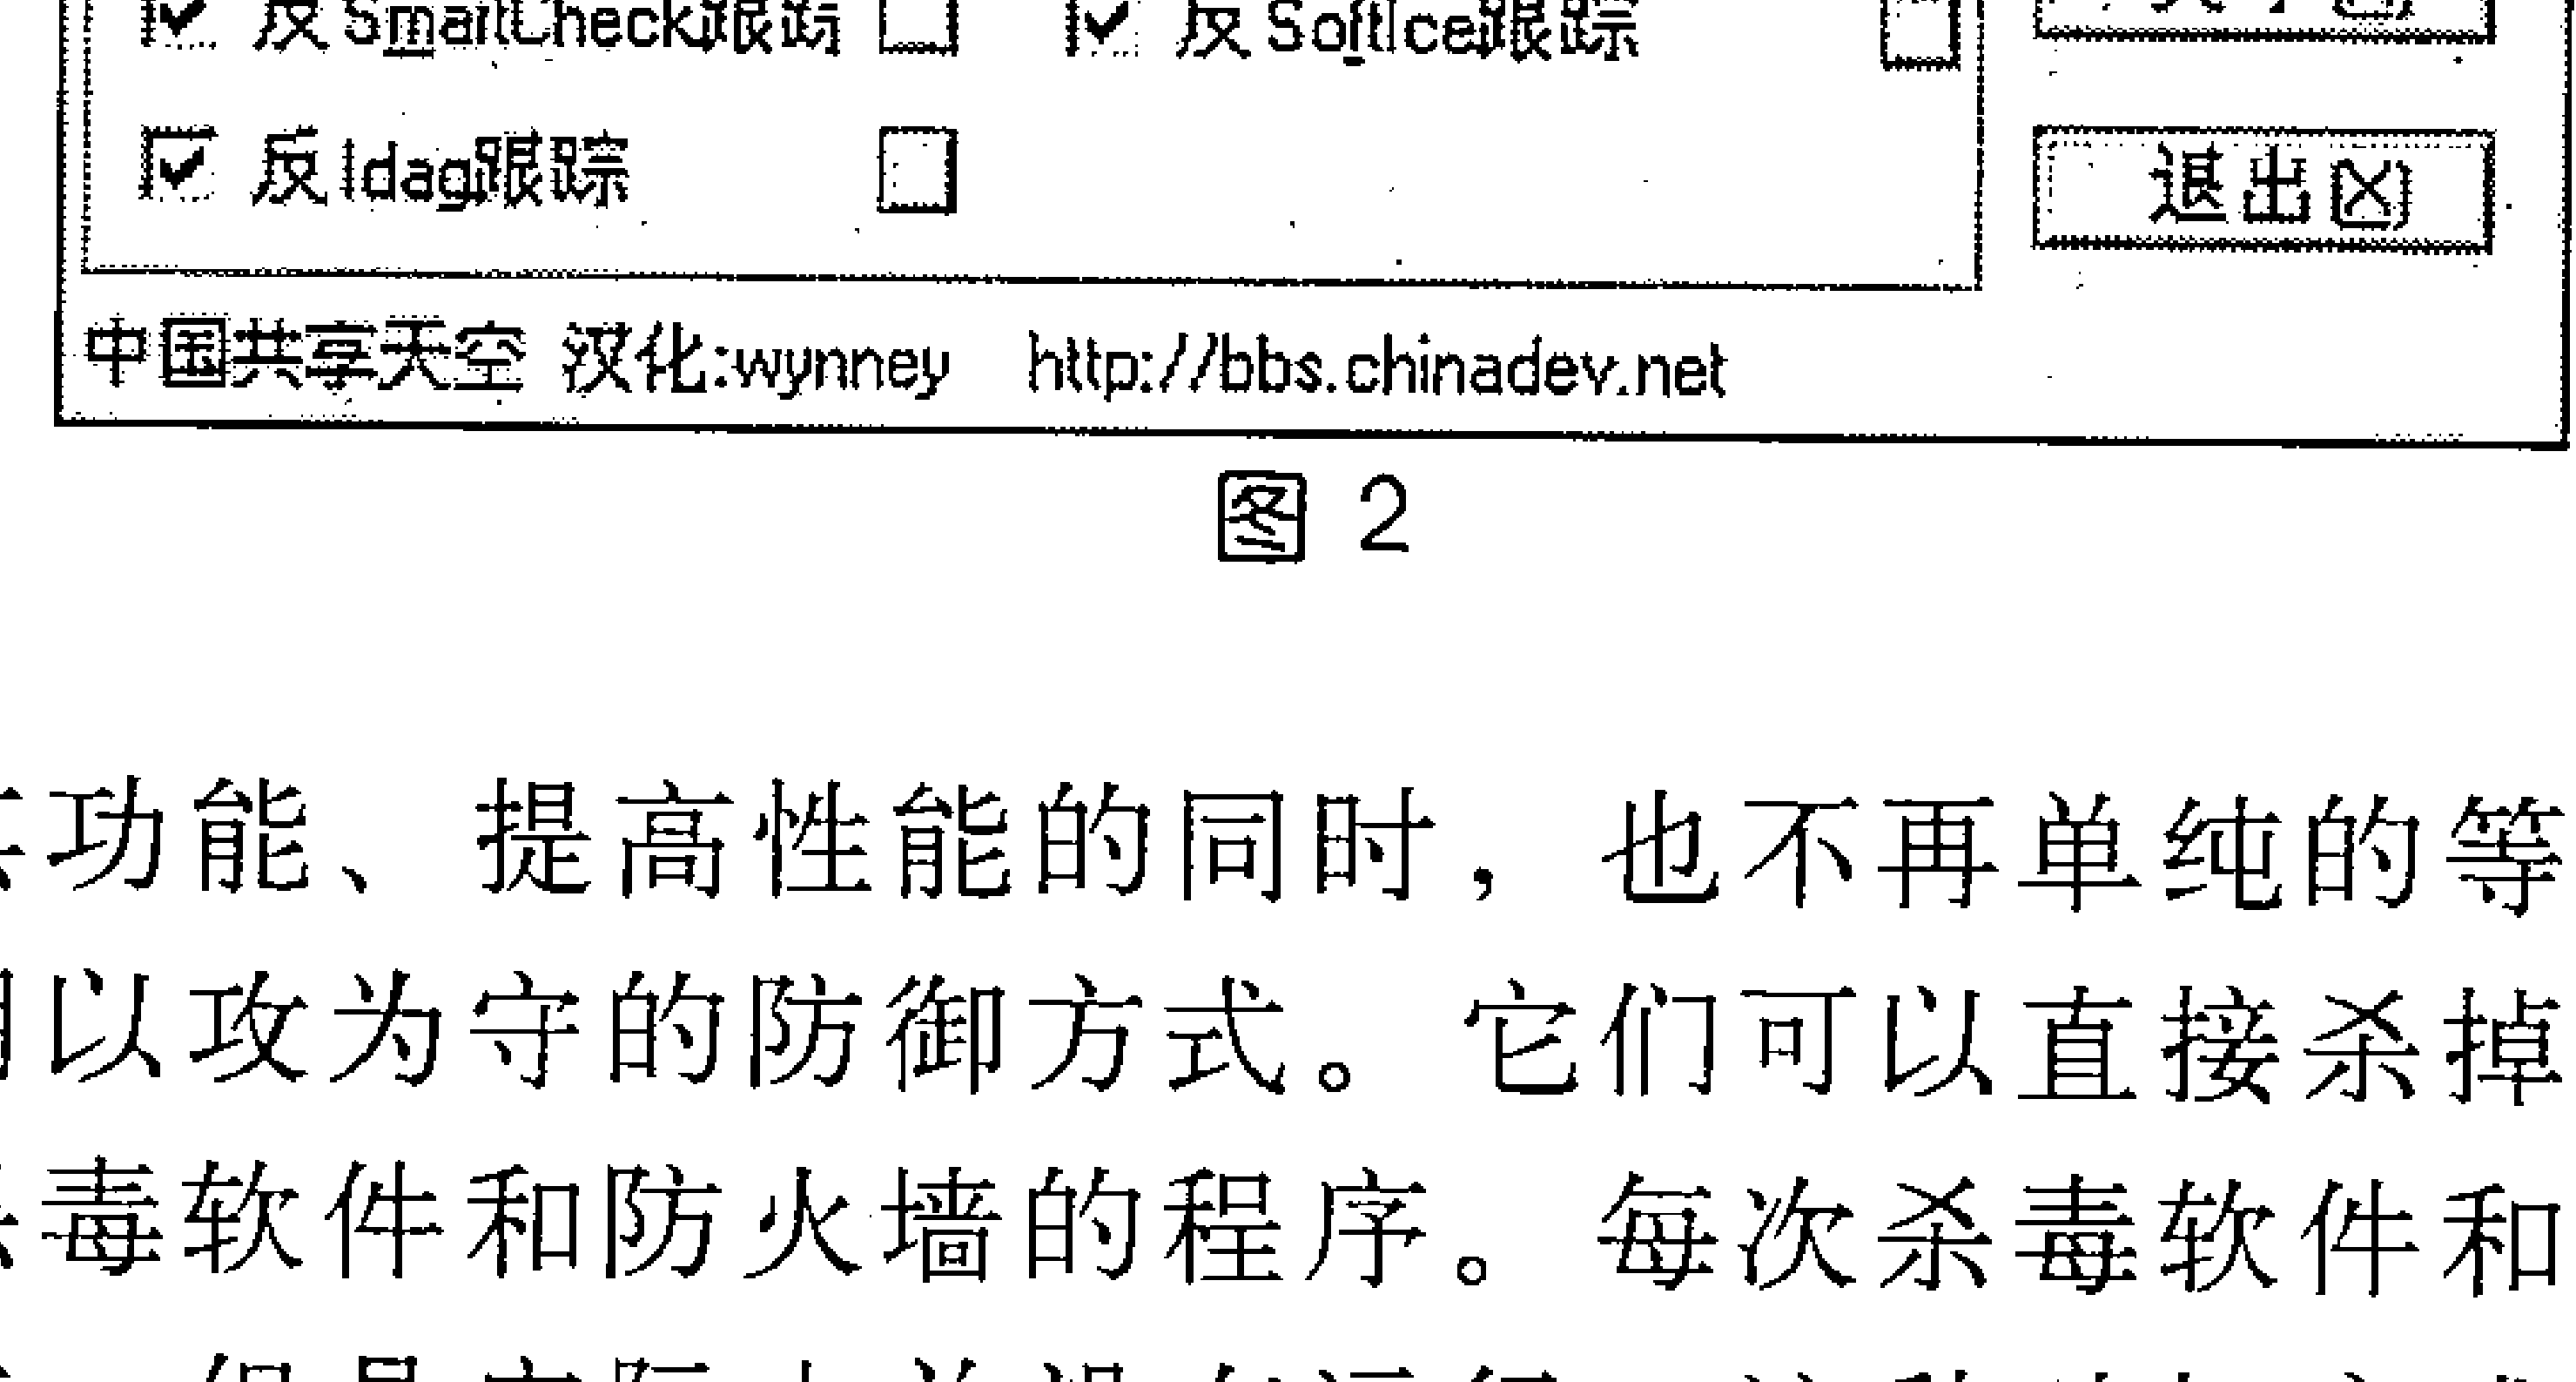 反SmartCheck跟踪 反SoftIce跟踪
反Idag跟踪 退出(X)
中国共享天空 汉化:wynney http://bbs.chinadev.net
图 2
功能、提高性能的同时，也不再单纯的等
以攻为守的防御方式。它们可以直接杀掉
毒软件和防火墙的程序。每次杀毒软件和